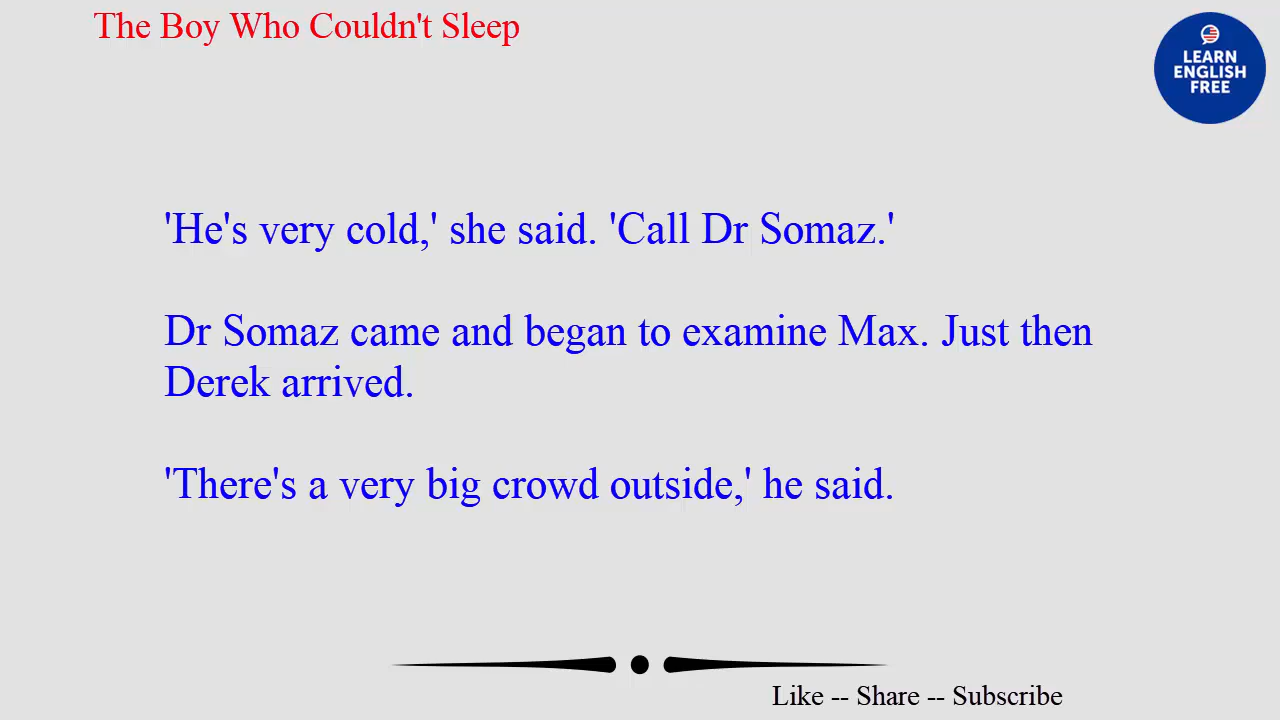 The Boy Who Couldn't Sleep
LEARN
ENGLISH
FREE
'He's very cold,' she said. 'Call Dr Somaz.'
Dr Somaz came and began to examine Max. Just then
Derek arrived.
'There's a very big crowd outside,' he said.
Like -- Share -- Subscribe